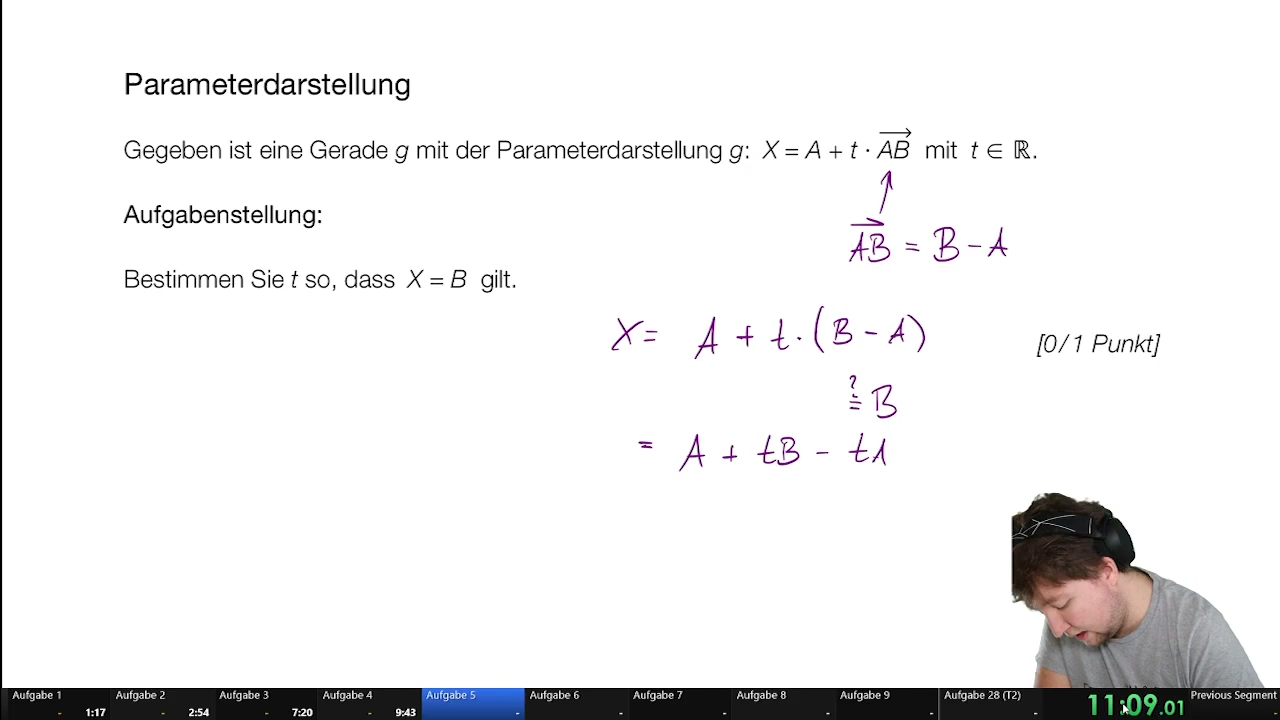 Parameterdarstellung
Gegeben ist eine Gerade g mit der Parameterdarstellung g: X = A + t · \overrightarrow{AB} mit t ∈ ℝ.
Aufgabenstellung:
\overrightarrow{AB} = B - A
Bestimmen Sie t so, dass X = B gilt.
X = A + t · (B - A)
[0/1 Punkt]
≟ B
= A + tB - tA
Aufgabe 1 Aufgabe 2 Aufgabe 3 Aufgabe 4 Aufgabe 5 Aufgabe 6 Aufgabe 7 Aufgabe 8 Aufgabe 9 Aufgabe 28 (T2) 11:09.01 Previous Segment
- 1:17 - 2:54 - 7:20 - 9:43 - - - - - - -